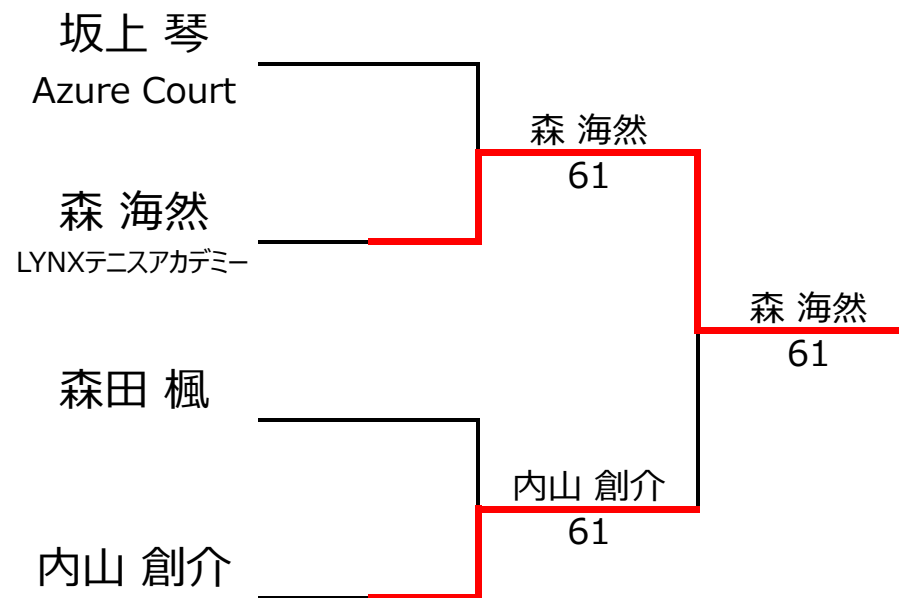 坂上 琴
Azure Court
森 海然
LYNXテニスアカデミー
森田 楓
内山 創介
森 海然
61
内山 創介
61
森 海然
61